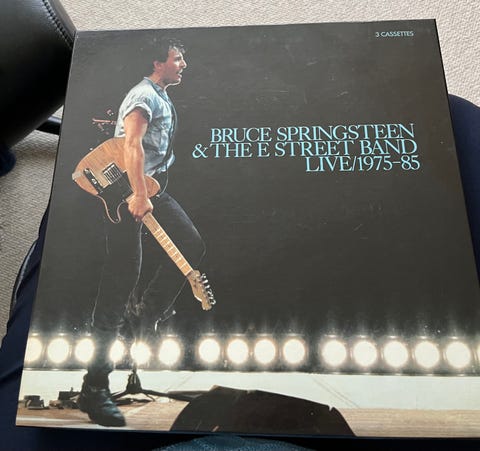 3 CASSETTES
BRUCE SPRINGSTEEN
& THE E STREET BAND
LIVE/1975-85